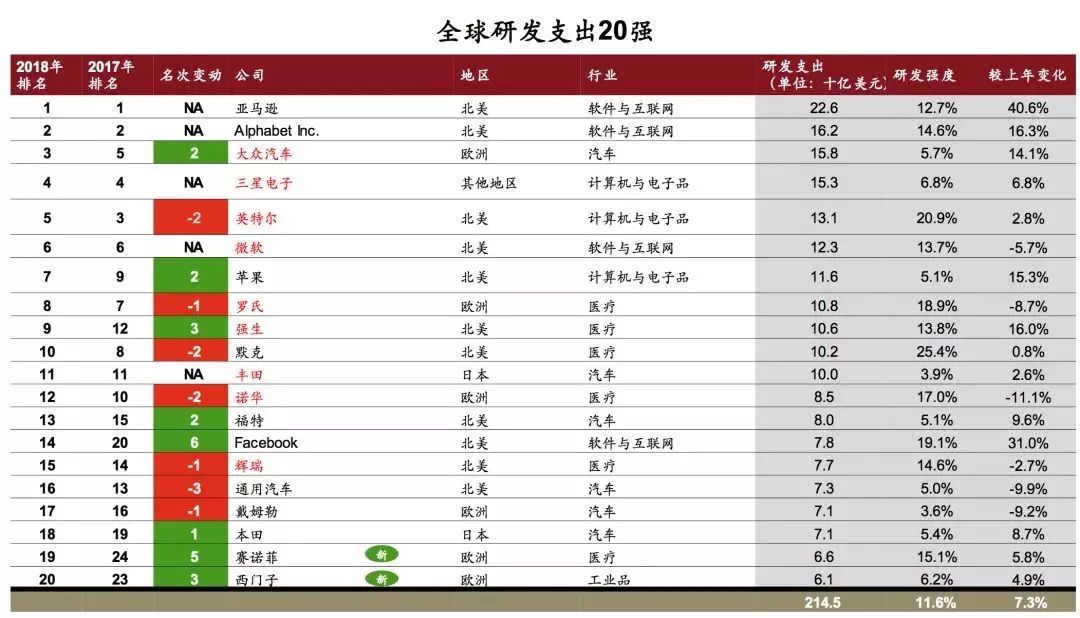 全球研发支出20强
2018年排名 2017年排名 名次变动 公司 地区 行业 研发支出（单位：十亿美元） 研发强度 较上年变化
1 1 NA 亚马逊 北美 软件与互联网 22.6 12.7% 40.6%
2 2 NA Alphabet Inc. 北美 软件与互联网 16.2 14.6% 16.3%
3 5 2 大众汽车 欧洲 汽车 15.8 5.7% 14.1%
4 4 NA 三星电子 其他地区 计算机与电子品 15.3 6.8% 6.8%
5 3 -2 英特尔 北美 计算机与电子品 13.1 20.9% 2.8%
6 6 NA 微软 北美 软件与互联网 12.3 13.7% -5.7%
7 9 2 苹果 北美 计算机与电子品 11.6 5.1% 15.3%
8 7 -1 罗氏 欧洲 医疗 10.8 18.9% -8.7%
9 12 3 强生 北美 医疗 10.6 13.8% 16.0%
10 8 -2 默克 北美 医疗 10.2 25.4% 0.8%
11 11 NA 丰田 日本 汽车 10.0 3.9% 2.6%
12 10 -2 诺华 欧洲 医疗 8.5 17.0% -11.1%
13 15 2 福特 北美 汽车 8.0 5.1% 9.6%
14 20 6 Facebook 北美 软件与互联网 7.8 19.1% 31.0%
15 14 -1 辉瑞 北美 医疗 7.7 14.6% -2.7%
16 13 -3 通用汽车 北美 汽车 7.3 5.0% -9.9%
17 16 -1 戴姆勒 欧洲 汽车 7.1 3.6% -9.2%
18 19 1 本田 日本 汽车 7.1 5.4% 8.7%
19 24 5 赛诺菲 新 欧洲 医疗 6.6 15.1% 5.8%
20 23 3 西门子 新 欧洲 工业品 6.1 6.2% 4.9%
214.5 11.6% 7.3%